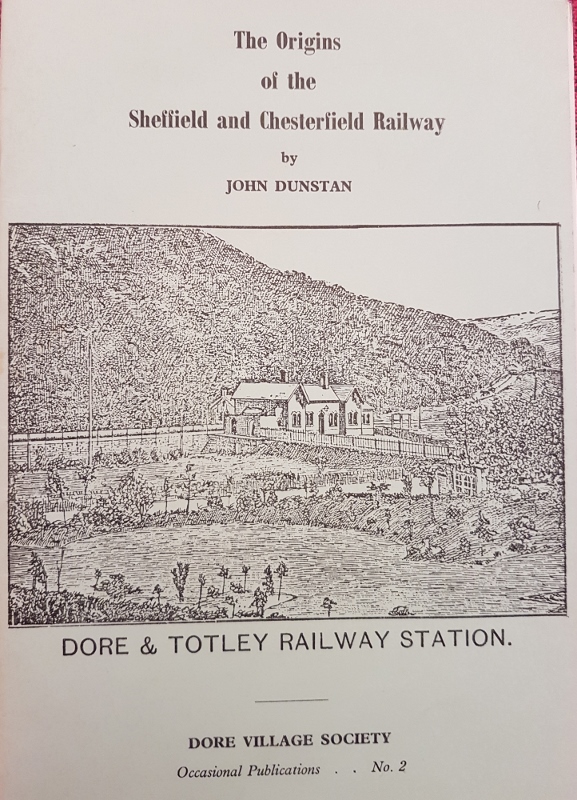 The Origins
of the
Sheffield and Chesterfield Railway
by
JOHN DUNSTAN
DORE & TOTLEY RAILWAY STATION.
DORE VILLAGE SOCIETY
Occasional Publications . . No. 2